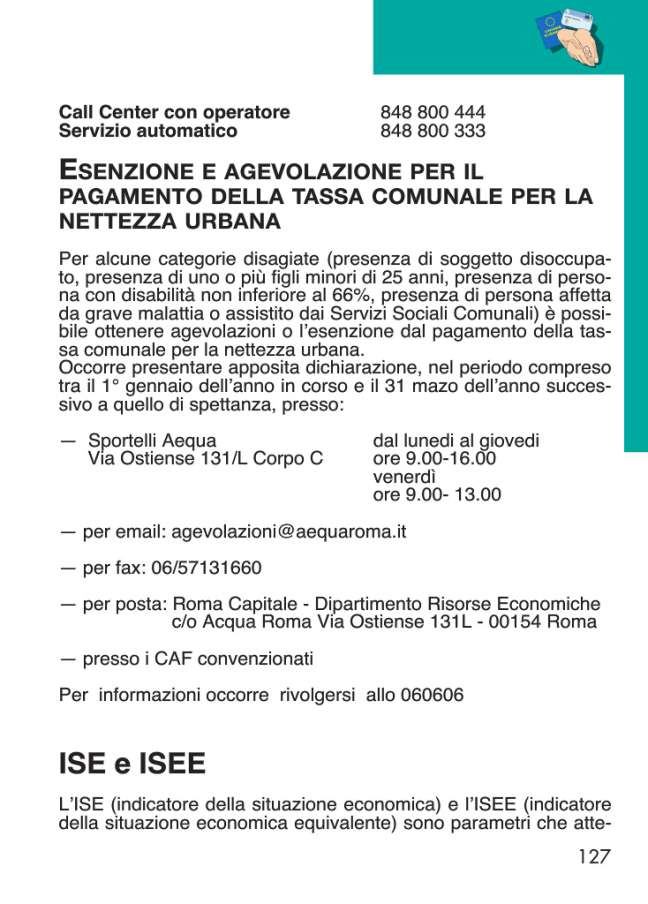 Call Center con operatore 848 800 444
Servizio automatico 848 800 333
ESENZIONE E AGEVOLAZIONE PER IL
PAGAMENTO DELLA TASSA COMUNALE PER LA
NETTEZZA URBANA
Per alcune categorie disagiate (presenza di soggetto disoccupa-
to, presenza di uno o più figli minori di 25 anni, presenza di perso-
na con disabilità non inferiore al 66%, presenza di persona affetta
da grave malattia o assistito dai Servizi Sociali Comunali) è possi-
bile ottenere agevolazioni o l'esenzione dal pagamento della tas-
sa comunale per la nettezza urbana.
Occorre presentare apposita dichiarazione, nel periodo compreso
tra il 1° gennaio dell'anno in corso e il 31 mazo dell'anno succes-
sivo a quello di spettanza, presso:
— Sportelli Aequa dal lunedi al giovedi
Via Ostiense 131/L Corpo C ore 9.00-16.00
venerdì
ore 9.00- 13.00
— per email: agevolazioni@aequaroma.it
— per fax: 06/57131660
— per posta: Roma Capitale - Dipartimento Risorse Economiche
c/o Acqua Roma Via Ostiense 131L - 00154 Roma
— presso i CAF convenzionati
Per informazioni occorre rivolgersi allo 060606
ISE e ISEE
L'ISE (indicatore della situazione economica) e l'ISEE (indicatore
della situazione economica equivalente) sono parametri che atte-
127